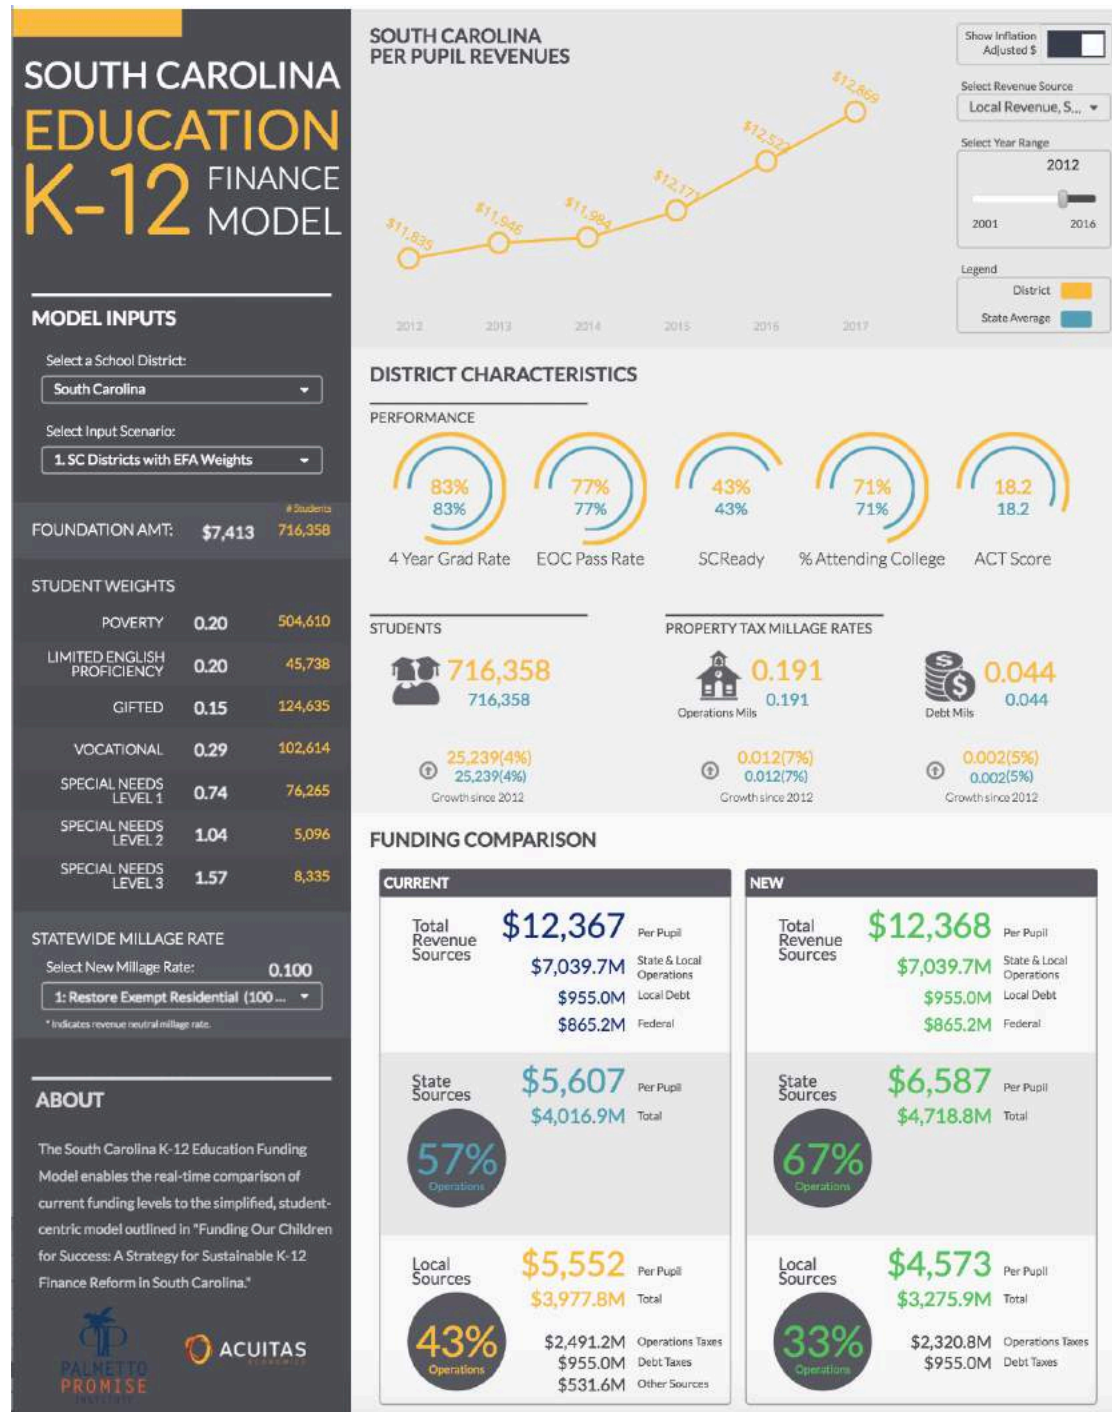 SOUTH CAROLINA
EDUCATION
K-12 FINANCE
MODEL
MODEL INPUTS
Select a School District:
South Carolina
Select Input Scenario:
1. SC Districts with EFA Weights
# Students
FOUNDATION AMT: $7,413 716,358
STUDENT WEIGHTS
POVERTY 0.20 504,610
LIMITED ENGLISH
PROFICIENCY 0.20 45,738
GIFTED 0.15 124,635
VOCATIONAL 0.29 102,614
SPECIAL NEEDS
LEVEL 1 0.74 76,265
SPECIAL NEEDS
LEVEL 2 1.04 5,096
SPECIAL NEEDS
LEVEL 3 1.57 8,335
STATEWIDE MILLAGE RATE
Select New Millage Rate: 0.100
1: Restore Exempt Residential (100 ...
* Indicates revenue neutral millage rate.
ABOUT
The South Carolina K-12 Education Funding
Model enables the real-time comparison of
current funding levels to the simplified, student-
centric model outlined in "Funding Our Children
for Success: A Strategy for Sustainable K-12
Finance Reform in South Carolina."
PALMETTO
PROMISE
INSTITUTE
ACUITAS
ECONOMICS
SOUTH CAROLINA
PER PUPIL REVENUES
$11,835 $11,946 $11,984 $12,171 $12,522 $12,869
2012 2013 2014 2015 2016 2017
Show Inflation
Adjusted $
Select Revenue Source
Local Revenue, S...
Select Year Range
2012
2001 2016
Legend
District
State Average
DISTRICT CHARACTERISTICS
PERFORMANCE
83% 77% 43% 71% 18.2
83% 77% 43% 71% 18.2
4 Year Grad Rate EOC Pass Rate SCReady % Attending College ACT Score
STUDENTS
716,358
716,358
25,239(4%)
25,239(4%)
Growth since 2012
PROPERTY TAX MILLAGE RATES
0.191
0.191
Operations Mils
0.012(7%)
0.012(7%)
Growth since 2012
0.044
0.044
Debt Mils
0.002(5%)
0.002(5%)
Growth since 2012
FUNDING COMPARISON
CURRENT
Total
Revenue
Sources
$12,367 Per Pupil
$7,039.7M State & Local
Operations
$955.0M Local Debt
$865.2M Federal
State
Sources
$5,607 Per Pupil
$4,016.9M Total
57%
Operations
Local
Sources
$5,552 Per Pupil
$3,977.8M Total
43%
Operations
$2,491.2M Operations Taxes
$955.0M Debt Taxes
$531.6M Other Sources
NEW
Total
Revenue
Sources
$12,368 Per Pupil
$7,039.7M State & Local
Operations
$955.0M Local Debt
$865.2M Federal
State
Sources
$6,587 Per Pupil
$4,718.8M Total
67%
Operations
Local
Sources
$4,573 Per Pupil
$3,275.9M Total
33%
Operations
$2,320.8M Operations Taxes
$955.0M Debt Taxes